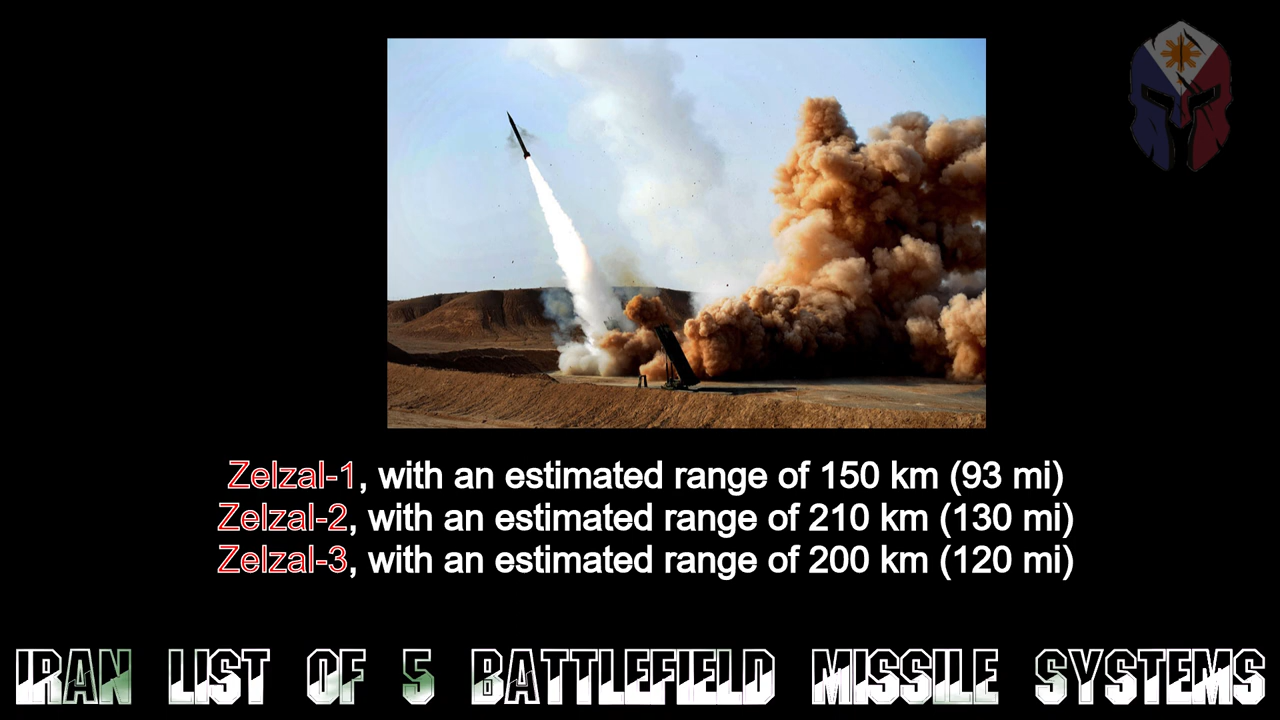 Zelzal-1, with an estimated range of 150 km (93 mi)
Zelzal-2, with an estimated range of 210 km (130 mi)
Zelzal-3, with an estimated range of 200 km (120 mi)
IRAN LIST OF 5 BATTLEFIELD MISSILE SYSTEMS